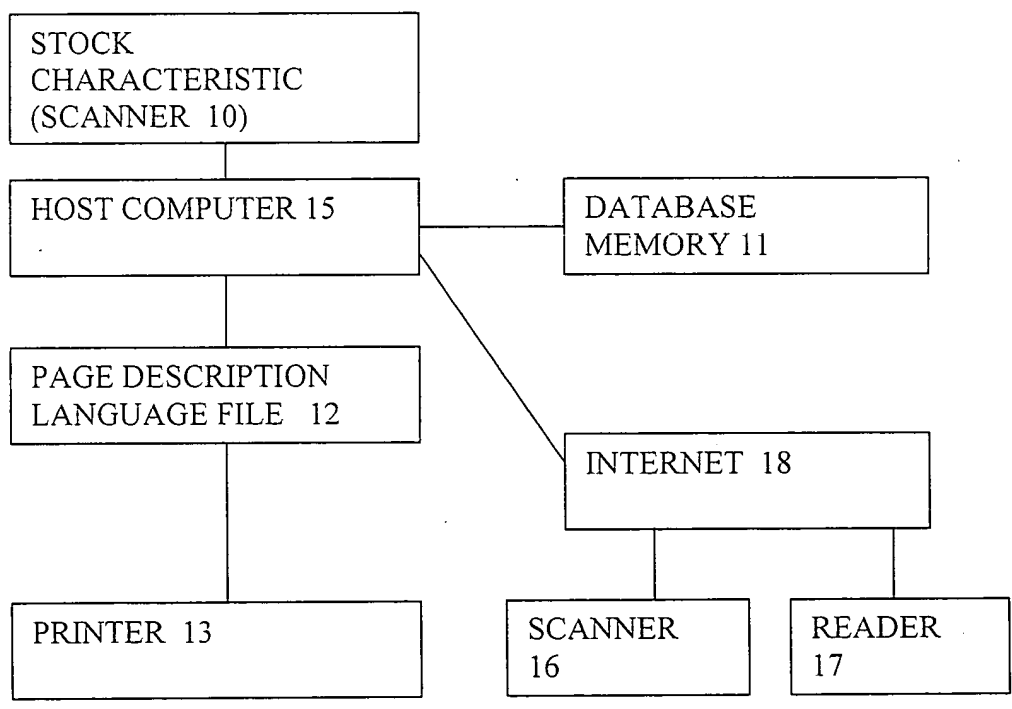 STOCK
CHARACTERISTIC
(SCANNER 10)
HOST COMPUTER 15
DATABASE
MEMORY 11
PAGE DESCRIPTION
LANGUAGE FILE 12
INTERNET 18
PRINTER 13
SCANNER
16
READER
17